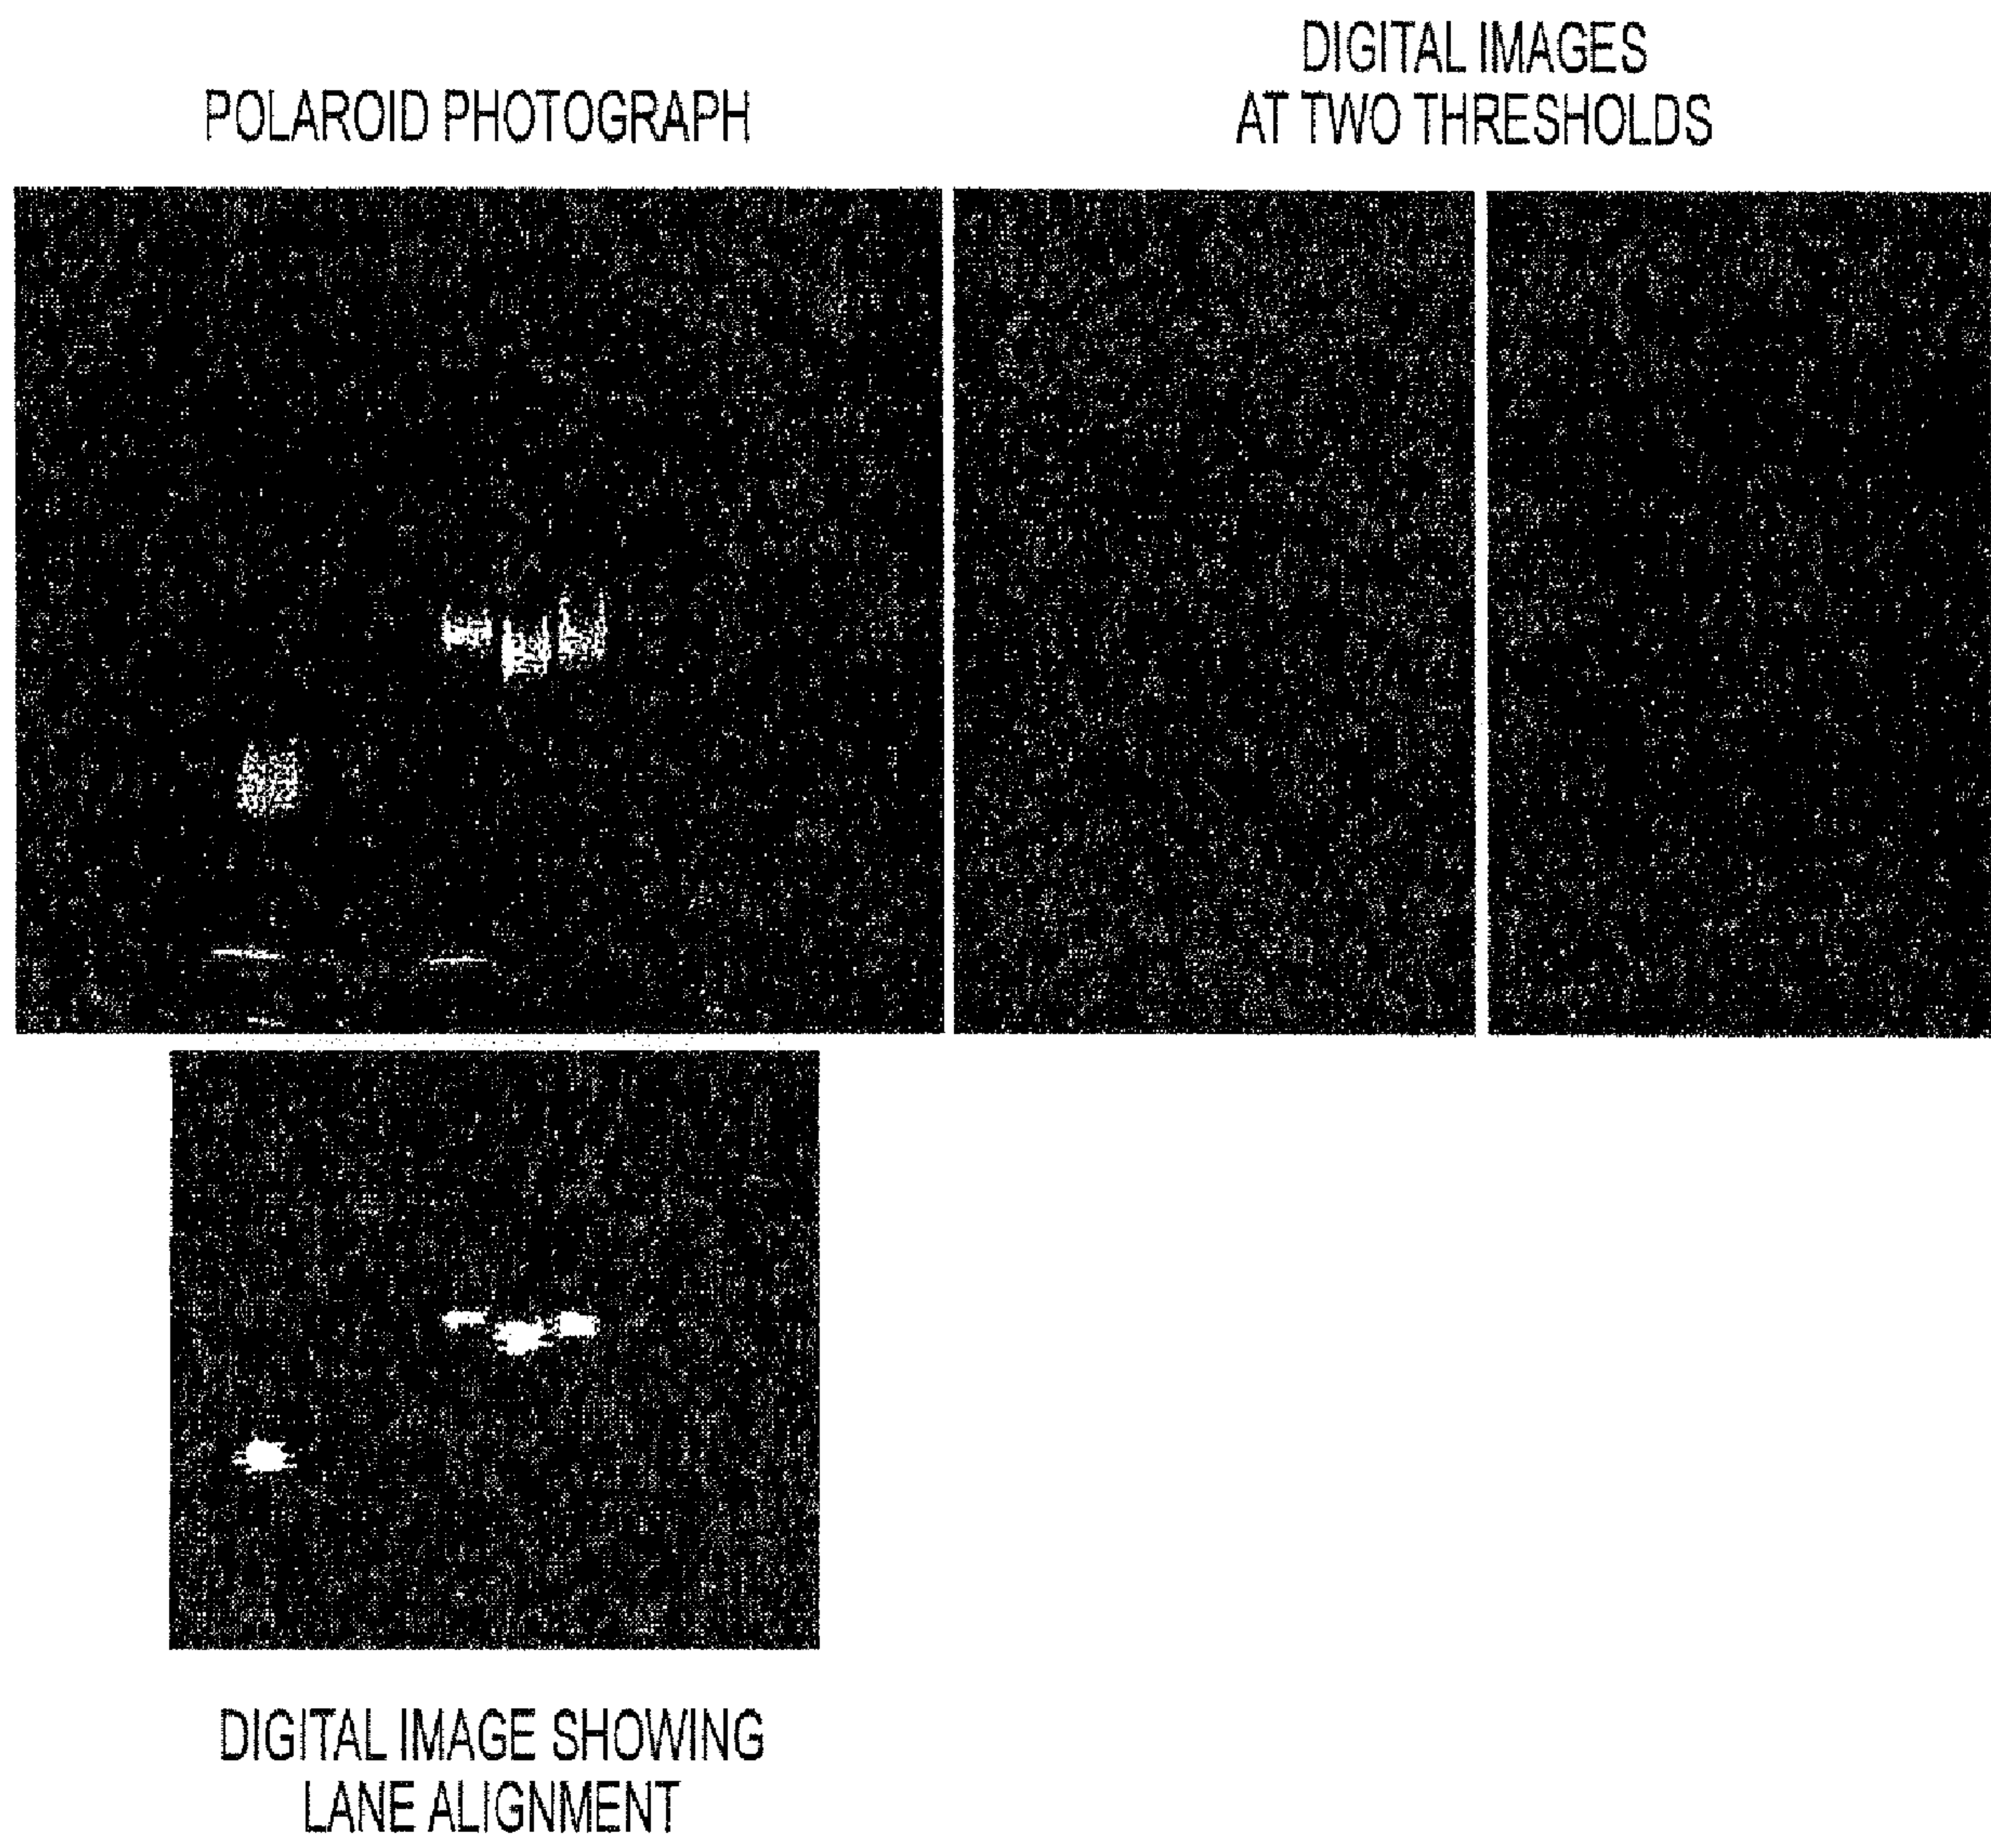 POLAROID PHOTOGRAPH
DIGITAL IMAGES
AT TWO THRESHOLDS
DIGITAL IMAGE SHOWING
LANE ALIGNMENT